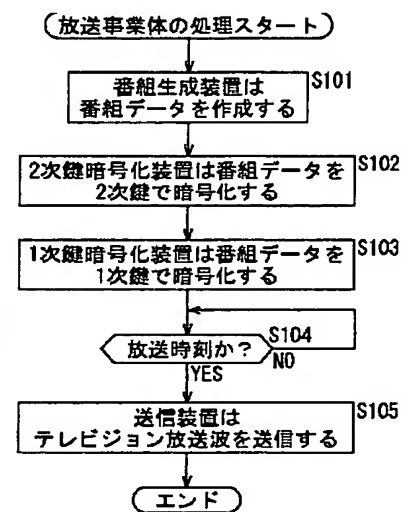 放送事業体の処理スタート
番組生成装置は
番組データを作成する
S101
2次鍵暗号化装置は番組データを
2次鍵で暗号化する
S102
1次鍵暗号化装置は番組データを
1次鍵で暗号化する
S103
放送時刻か?
S104
NO
YES
送信装置は
テレビジョン放送波を送信する
S105
エンド